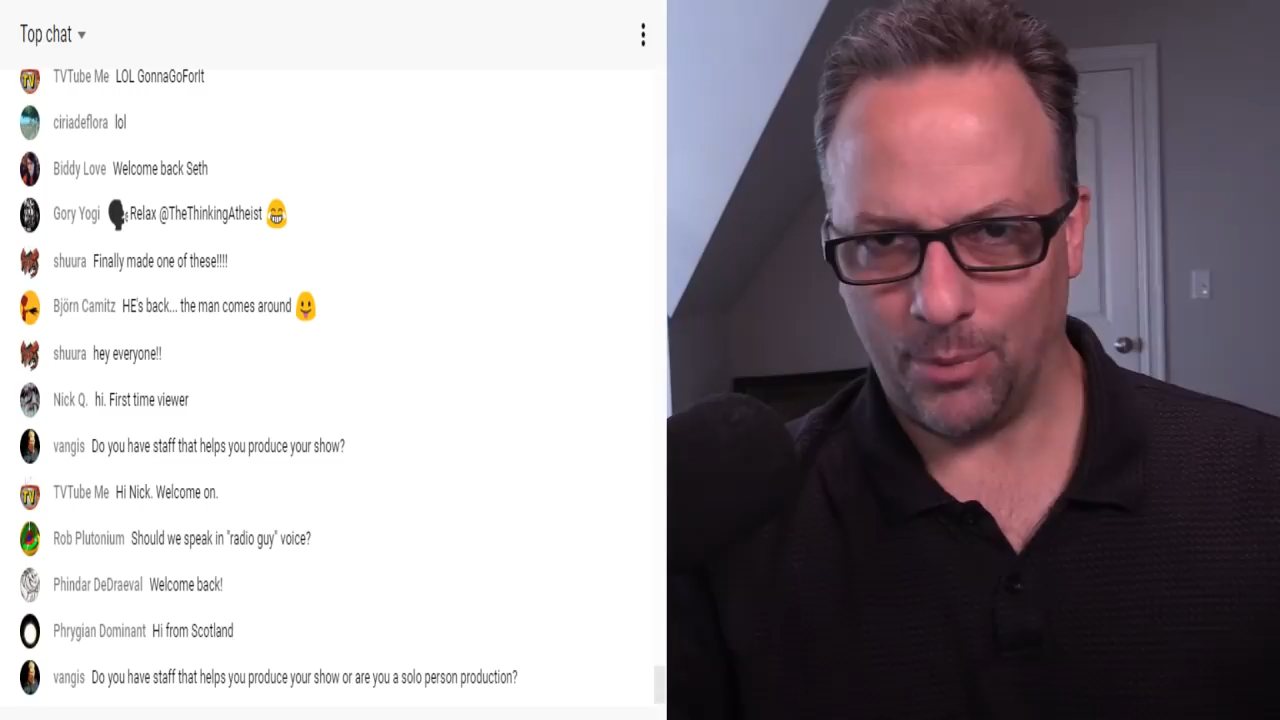 Top chat
TVTube Me LOL GonnaGoForIt
ciriadeflora lol
Biddy Love Welcome back Seth
Gory Yogi 🗣Relax @TheThinkingAtheist 😂
shuura Finally made one of these!!!!
Björn Camitz HE's back... the man comes around 😛
shuura hey everyone!!
Nick Q. hi. First time viewer
vangis Do you have staff that helps you produce your show?
TVTube Me Hi Nick. Welcome on.
Rob Plutonium Should we speak in "radio guy" voice?
Phindar DeDraeval Welcome back!
Phrygian Dominant Hi from Scotland
vangis Do you have staff that helps you produce your show or are you a solo person production?